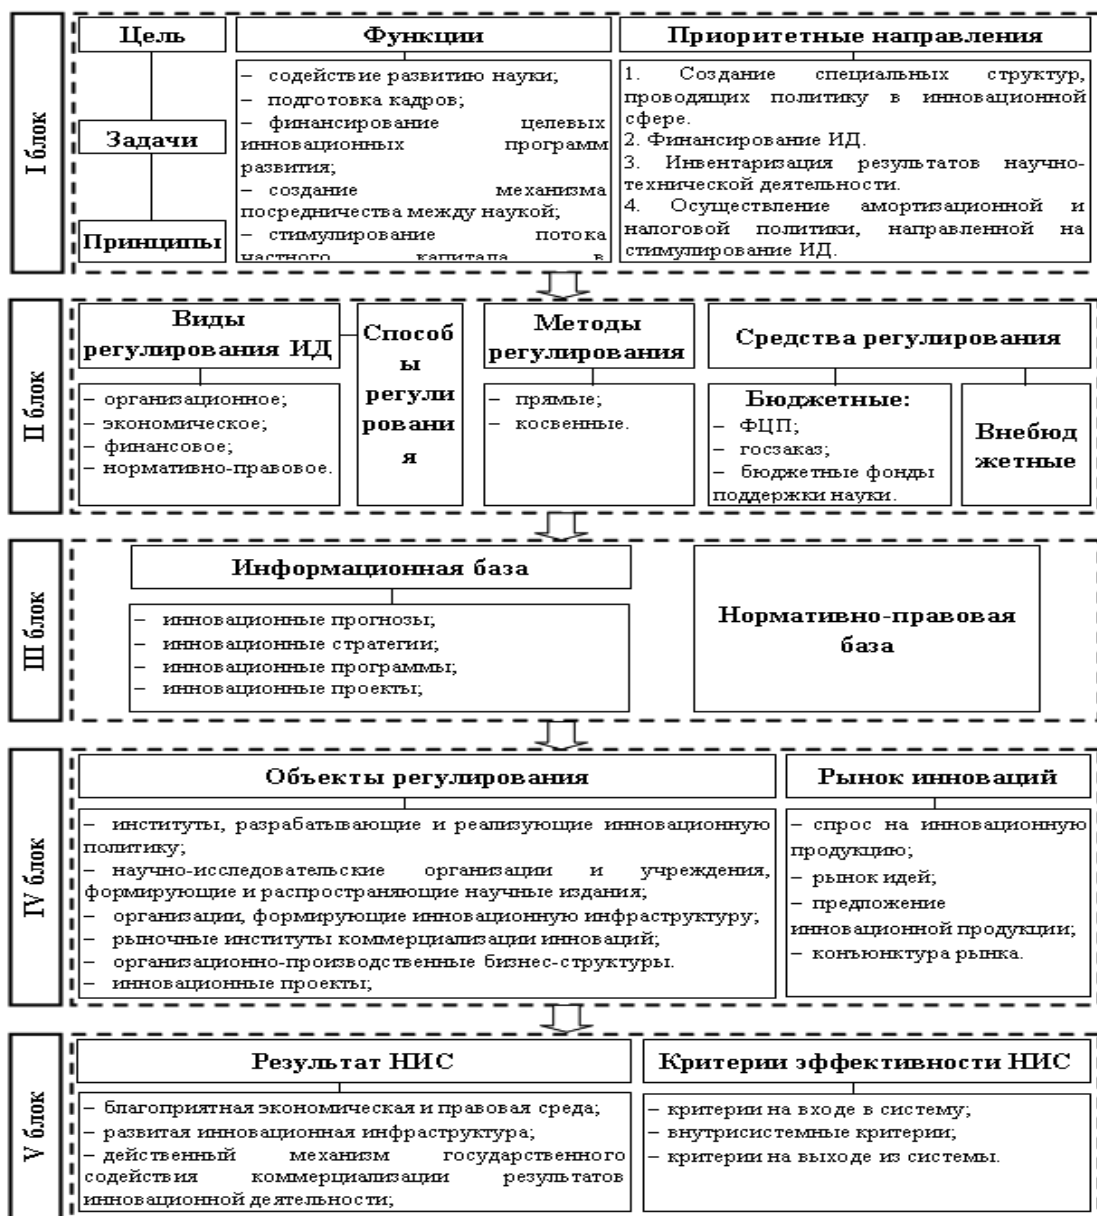 I блок
Цель
Задачи
Принципы
Функции
– содействие развитию науки;
– подготовка кадров;
– финансирование целевых
инновационных программ
развития;
– создание механизма
посредничества между наукой;
– стимулирование потока
частного капитала в
Приоритетные направления
1. Создание специальных структур,
проводящих политику в инновационной
сфере.
2. Финансирование ИД.
3. Инвентаризация результатов научно-
технической деятельности.
4. Осуществление амортизационной и
налоговой политики, направленной на
стимулирование ИД.
II блок
Виды
регулирования ИД
– организационное;
– экономическое;
– финансовое;
– нормативно-правовое.
Способ
ы
регули
ровани
я
Методы
регулирования
– прямые;
– косвенные.
Средства регулирования
Бюджетные:
– ФЦП;
– госзаказ;
– бюджетные фонды
поддержки науки.
Внебюд
жетные
III блок
Информационная база
– инновационные прогнозы;
– инновационные стратегии;
– инновационные программы;
– инновационные проекты;
Нормативно-правовая
база
IV блок
Объекты регулирования
– институты, разрабатывающие и реализующие инновационную
политику;
– научно-исследовательские организации и учреждения,
формирующие и распространяющие научные издания;
– организации, формирующие инновационную инфраструктуру;
– рыночные институты коммерциализации инноваций;
– организационно-производственные бизнес-структуры.
– инновационные проекты;
Рынок инноваций
– спрос на инновационную
продукцию;
– рынок идей;
– предложение
инновационной продукции;
– конъюнктура рынка.
V блок
Результат НИС
– благоприятная экономическая и правовая среда;
– развитая инновационная инфраструктура;
– действенный механизм государственного
содействия коммерциализации результатов
инновационной деятельности;
Критерии эффективности НИС
– критерии на входе в систему;
– внутрисистемные критерии;
– критерии на выходе из системы.